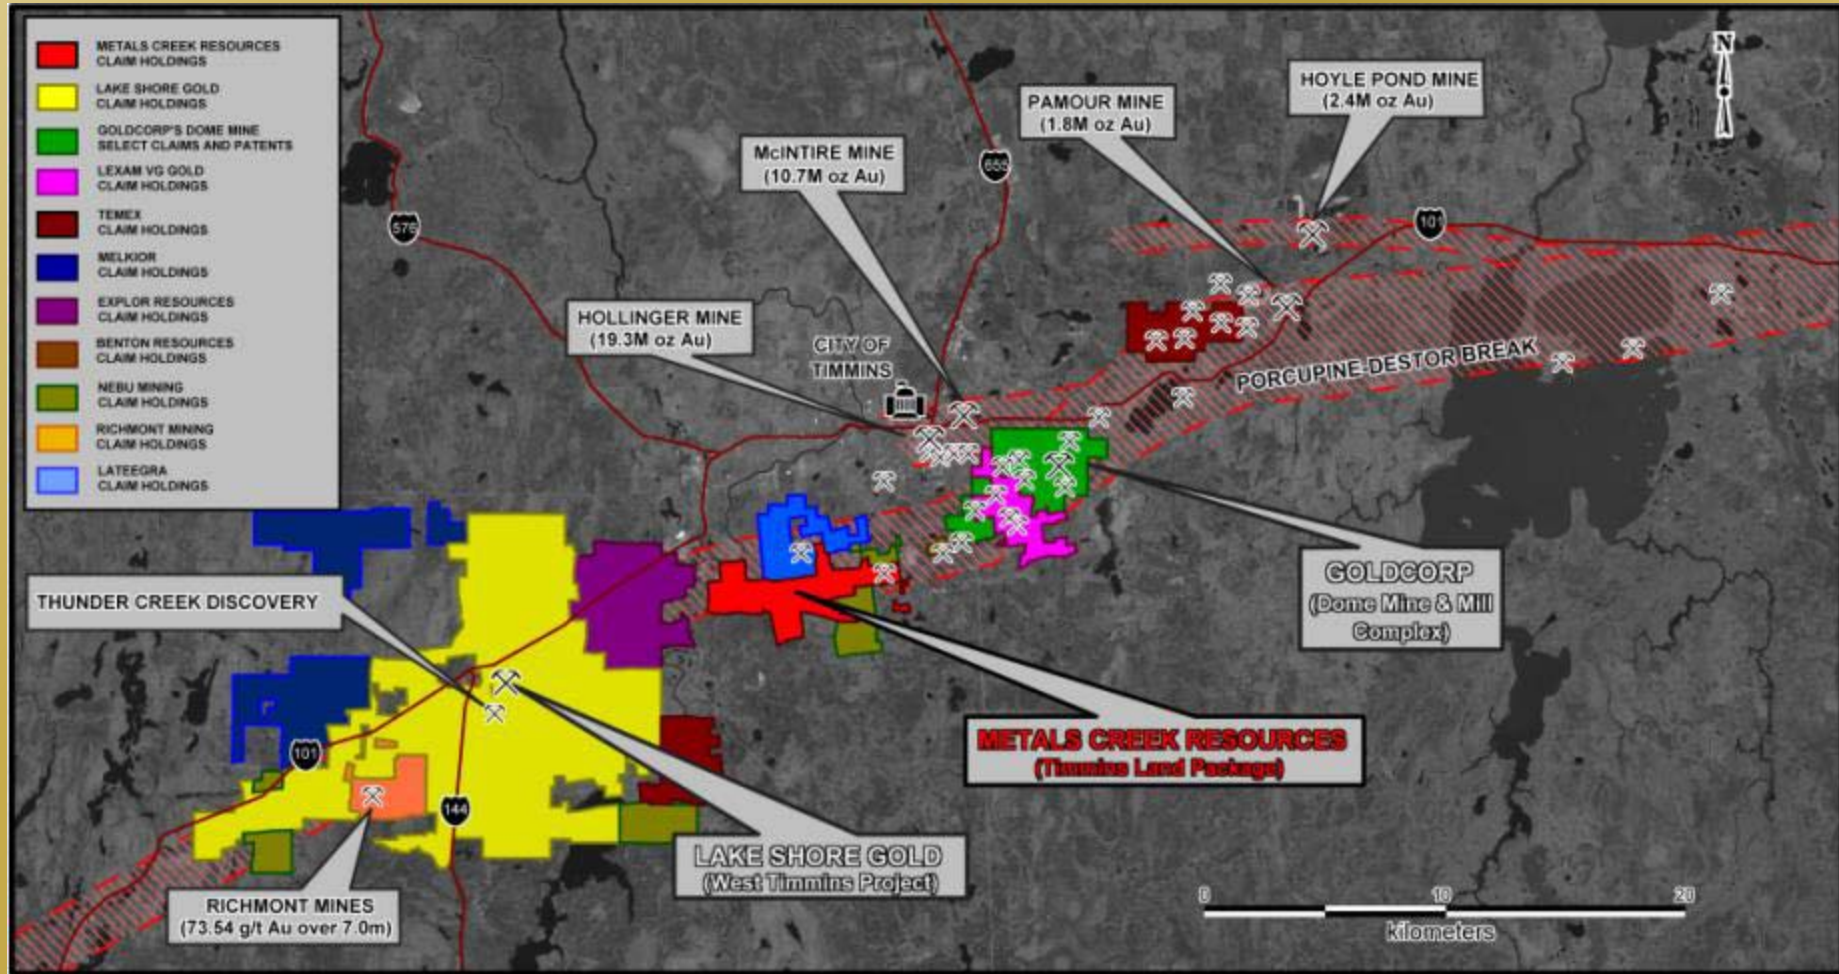 METALS CREEK RESOURCES
CLAIM HOLDINGS
LAKE SHORE GOLD
CLAIM HOLDINGS
GOLDCORP'S DOME MINE
SELECT CLAIMS AND PATENTS
LEXAM VG GOLD
CLAIM HOLDINGS
TEMEX
CLAIM HOLDINGS
MELKIOR
CLAIM HOLDINGS
EXPLOR RESOURCES
CLAIM HOLDINGS
BENTON RESOURCES
CLAIM HOLDINGS
NEBU MINING
CLAIM HOLDINGS
RICHMONT MINING
CLAIM HOLDINGS
LATEEGRA
CLAIM HOLDINGS
N
HOYLE POND MINE
(2.4M oz Au)
PAMOUR MINE
(1.8M oz Au)
McINTIRE MINE
(10.7M oz Au)
655
576
101
HOLLINGER MINE
(19.3M oz Au)
CITY OF
TIMMINS
PORCUPINE-DESTOR BREAK
GOLDCORP
(Dome Mine & Mill
Complex)
THUNDER CREEK DISCOVERY
METALS CREEK RESOURCES
(Timmins Land Package)
101
144
LAKE SHORE GOLD
(West Timmins Project)
RICHMONT MINES
(73.54 g/t Au over 7.0m)
0 10 20
kilometers